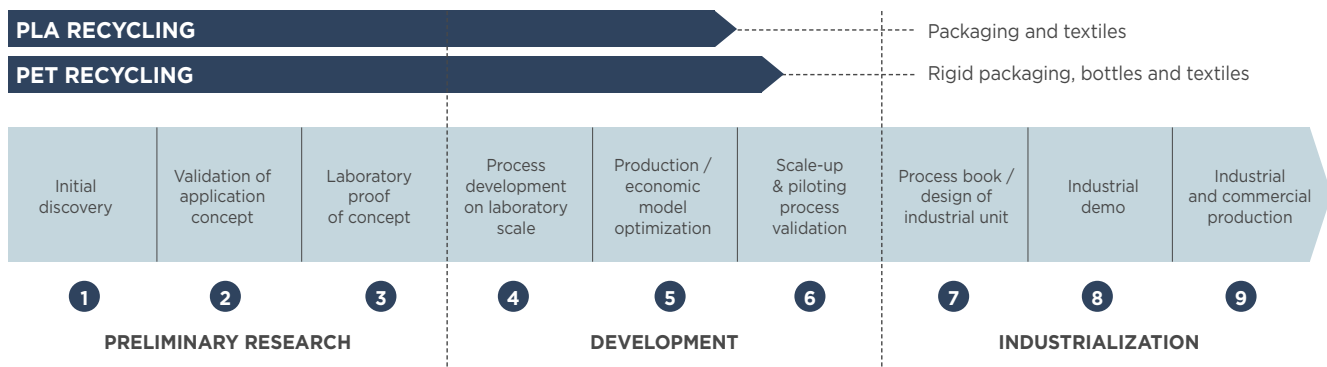 PLA RECYCLING
Packaging and textiles
PET RECYCLING
Rigid packaging, bottles and textiles
Initial
discovery
Validation of
application
concept
Laboratory
proof
of concept
Process
development
on laboratory
scale
Production /
economic
model
optimization
Scale-up
& piloting
process
validation
Process book /
design of
industrial unit
Industrial
demo
Industrial
and commercial
production
1
2
3
4
5
6
7
8
9
PRELIMINARY RESEARCH
DEVELOPMENT
INDUSTRIALIZATION